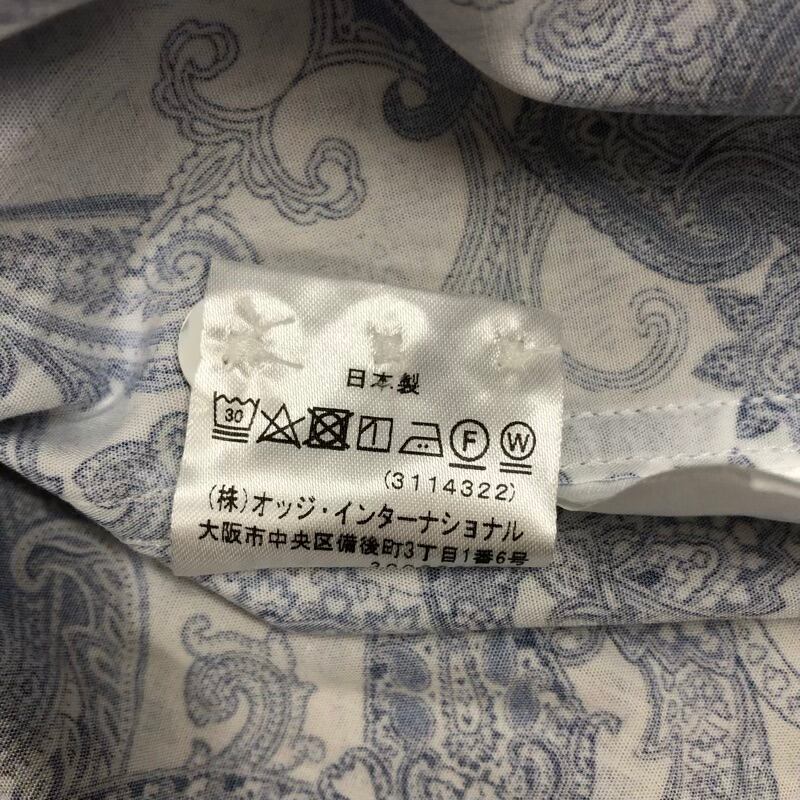 日本製
30 F W
(3114322)
(株)オッジ・インターナショナル
大阪市中央区備後町3丁目1番6号